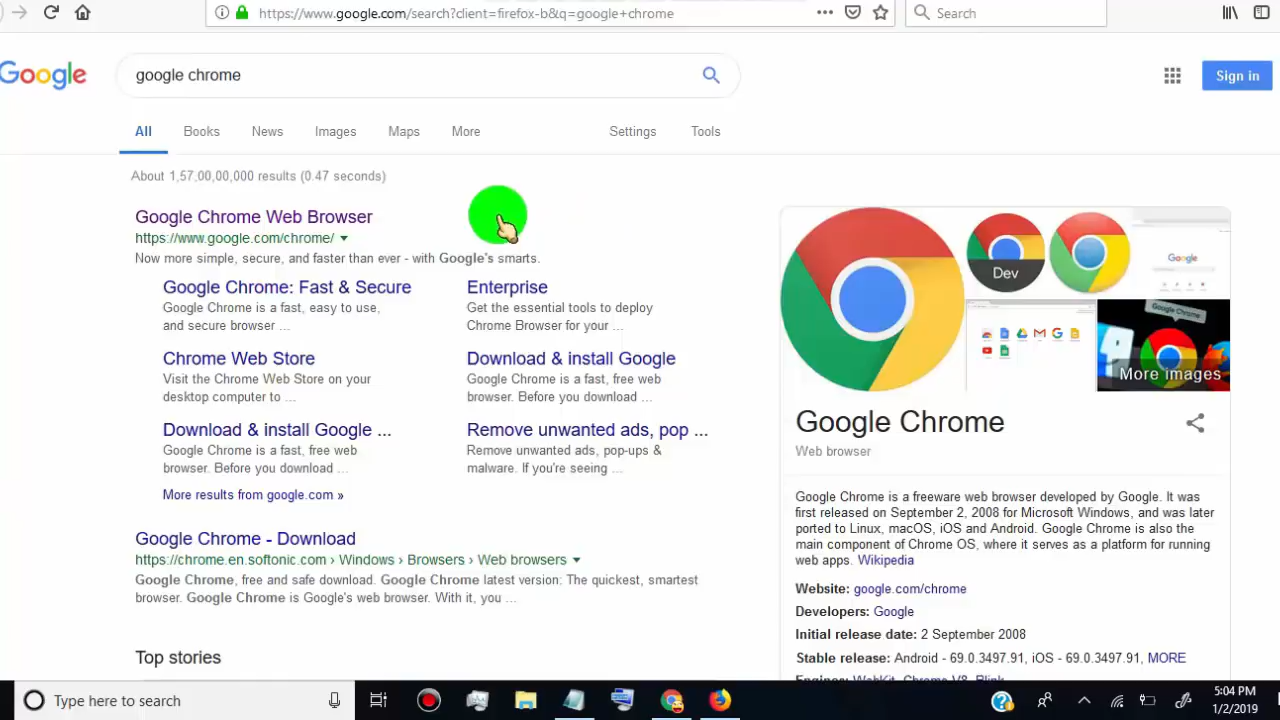 https://www.google.com/search?client=firefox-b&q=google+chrome
Search
Google
google chrome
Sign in
All Books News Images Maps More Settings Tools
About 1,57,00,00,000 results (0.47 seconds)
Google Chrome Web Browser
https://www.google.com/chrome/
Now more simple, secure, and faster than ever - with Google's smarts.
Google Chrome: Fast & Secure
Google Chrome is a fast, easy to use,
and secure browser ...
Enterprise
Get the essential tools to deploy
Chrome Browser for your ...
Chrome Web Store
Visit the Chrome Web Store on your
desktop computer to ...
Download & install Google
Google Chrome is a fast, free web
browser. Before you download ...
Download & install Google ...
Google Chrome is a fast, free web
browser. Before you download ...
Remove unwanted ads, pop ...
Remove unwanted ads, pop-ups &
malware. If you're seeing ...
More results from google.com »
Google Chrome - Download
https://chrome.en.softonic.com › Windows › Browsers › Web browsers
Google Chrome, free and safe download. Google Chrome latest version: The quickest, smartest
browser. Google Chrome is Google's web browser. With it, you ...
Top stories
Dev
Google
Google Chrome
More images
Google Chrome
Web browser
Google Chrome is a freeware web browser developed by Google. It was
first released on September 2, 2008 for Microsoft Windows, and was later
ported to Linux, macOS, iOS and Android. Google Chrome is also the
main component of Chrome OS, where it serves as a platform for running
web apps. Wikipedia
Website: google.com/chrome
Developers: Google
Initial release date: 2 September 2008
Stable release: Android - 69.0.3497.91, iOS - 69.0.3497.91, MORE
Engines: WebKit, Chrome V8, Blink
Type here to search
5:04 PM
1/2/2019